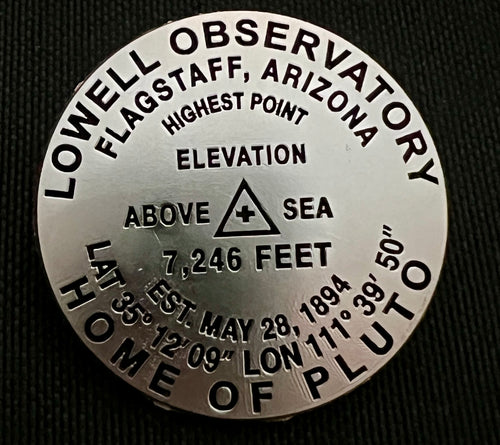 LOWELL OBSERVATORY
FLAGSTAFF, ARIZONA
HIGHEST POINT
ELEVATION
ABOVE SEA
7,246 FEET
EST. MAY 28, 1894
LAT 35° 12' 09" LON 111° 39' 50"
HOME OF PLUTO